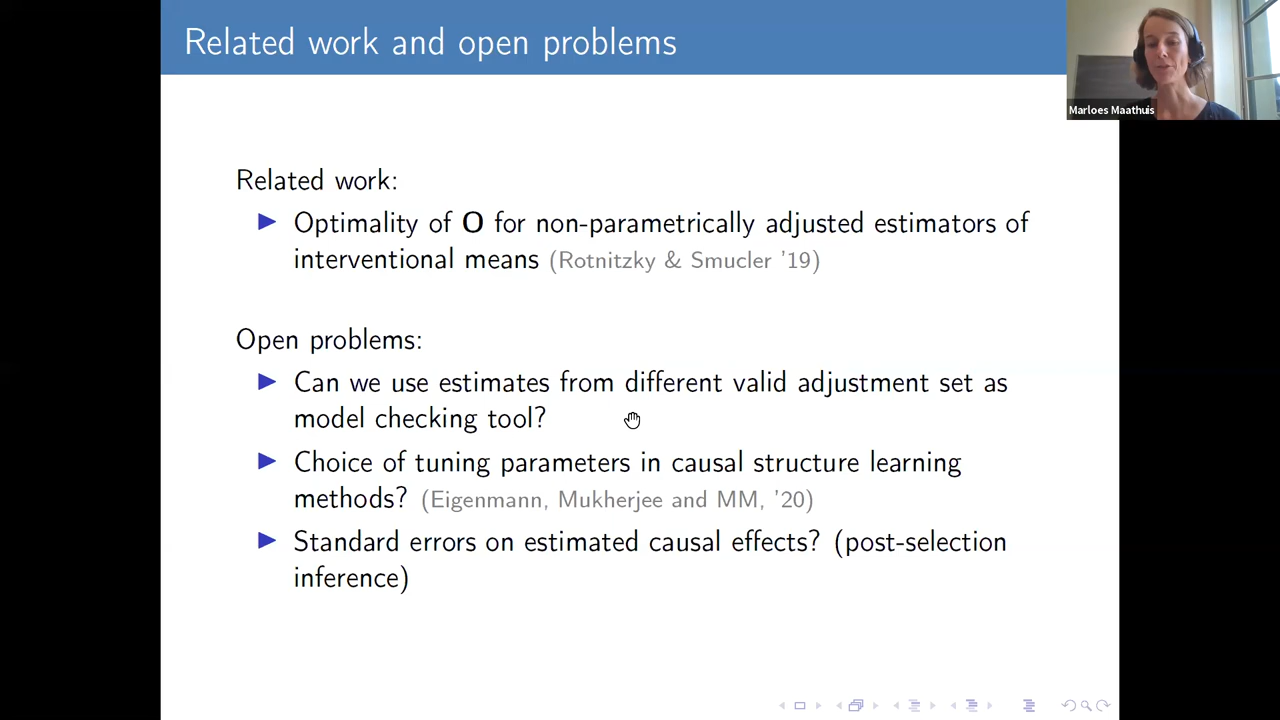 Related work and open problems
Marloes Maathuis
Related work:
Optimality of O for non-parametrically adjusted estimators of
interventional means (Rotnitzky & Smucler '19)
Open problems:
Can we use estimates from different valid adjustment set as
model checking tool?
Choice of tuning parameters in causal structure learning
methods? (Eigenmann, Mukherjee and MM, '20)
Standard errors on estimated causal effects? (post-selection
inference)